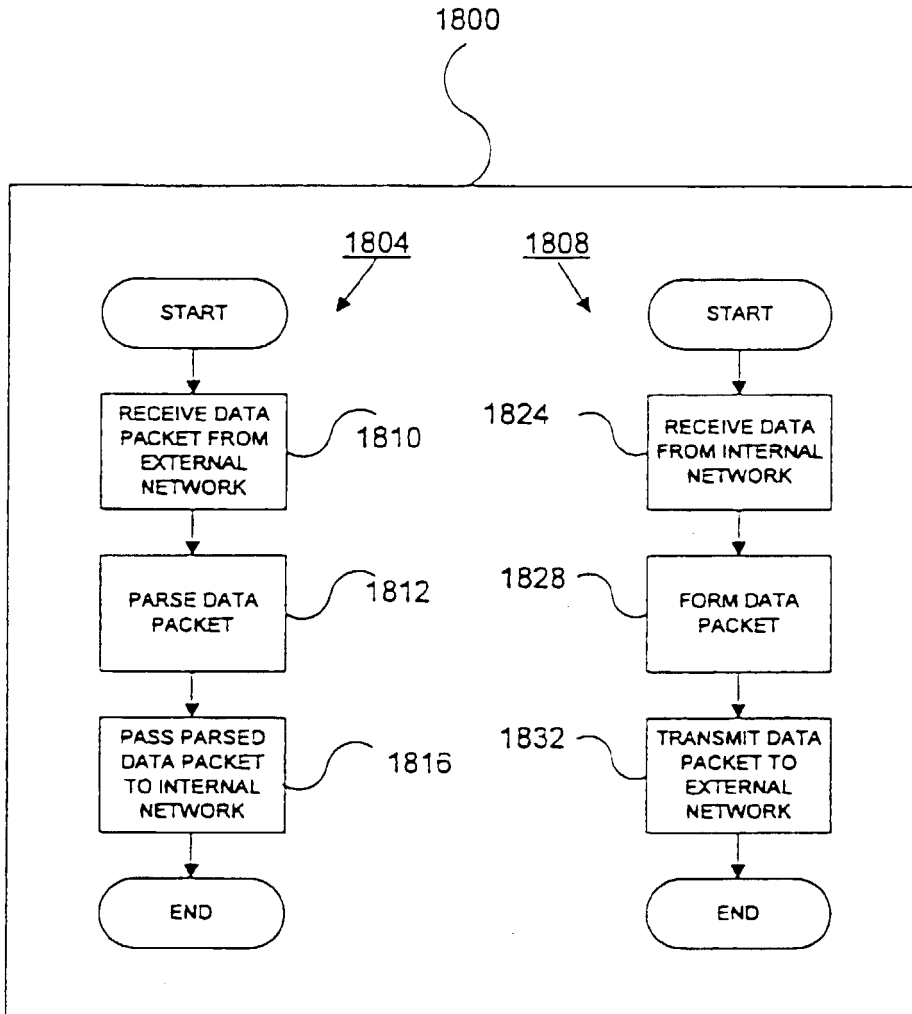 1800
1804
1808
START
RECEIVE DATA
PACKET FROM
EXTERNAL
NETWORK
1810
PARSE DATA
PACKET
1812
PASS PARSED
DATA PACKET
TO INTERNAL
NETWORK
1816
END
START
1824
RECEIVE DATA
FROM INTERNAL
NETWORK
1828
FORM DATA
PACKET
1832
TRANSMIT DATA
PACKET TO
EXTERNAL
NETWORK
END